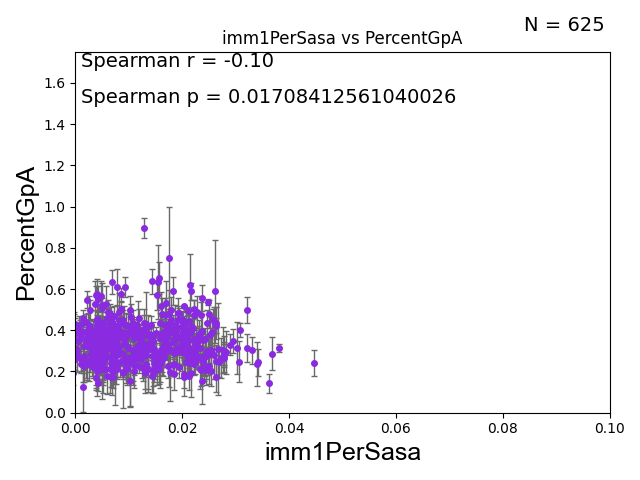 N = 625
imm1PerSasa vs PercentGpA
Spearman r = -0.10
Spearman p = 0.01708412561040026
PercentGpA
1.6
1.4
1.2
1.0
0.8
0.6
0.4
0.2
0.0
0.00 0.02 0.04 0.06 0.08 0.10
imm1PerSasa